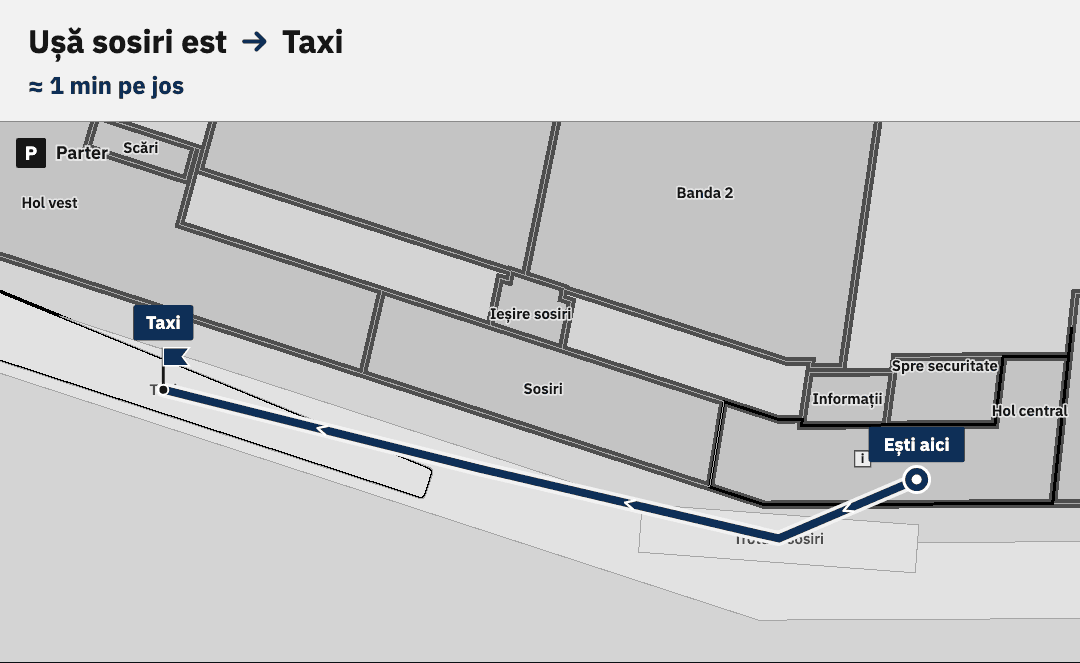 Ușă sosiri est → Taxi
≈ 1 min pe jos
P Parter
Scări
Hol vest
Banda 2
Ieșire sosiri
Taxi
Sosiri
Spre securitate
Informații
Hol central
Ești aici
i
sosiri